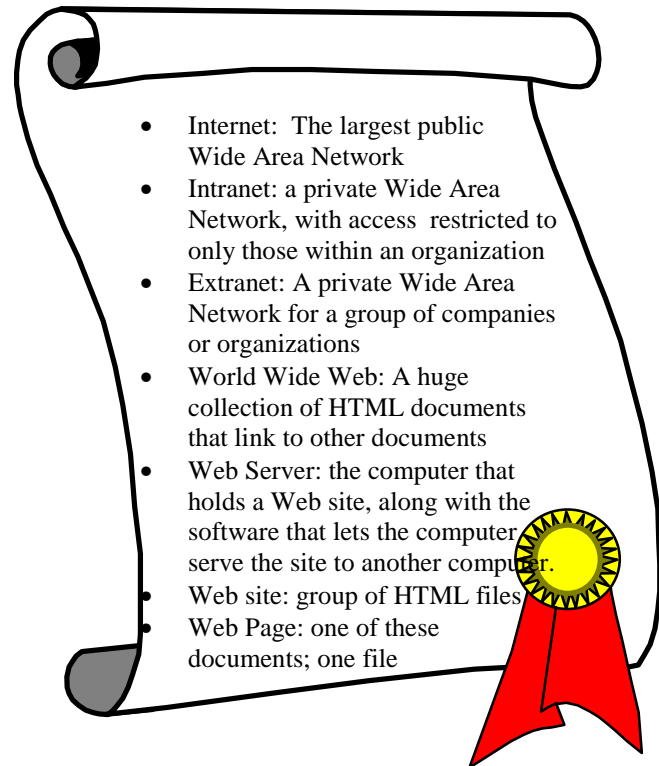 • Internet:  The largest public
Wide Area Network
• Intranet: a private Wide Area
Network, with access  restricted to
only those within an organization
• Extranet: A private Wide Area
Network for a group of companies
or organizations
• World Wide Web: A huge
collection of HTML documents
that link to other documents
• Web Server: the computer that
holds a Web site, along with the
software that lets the computer
serve the site to another computer.
• Web site: group of HTML files
• Web Page: one of these
documents; one file